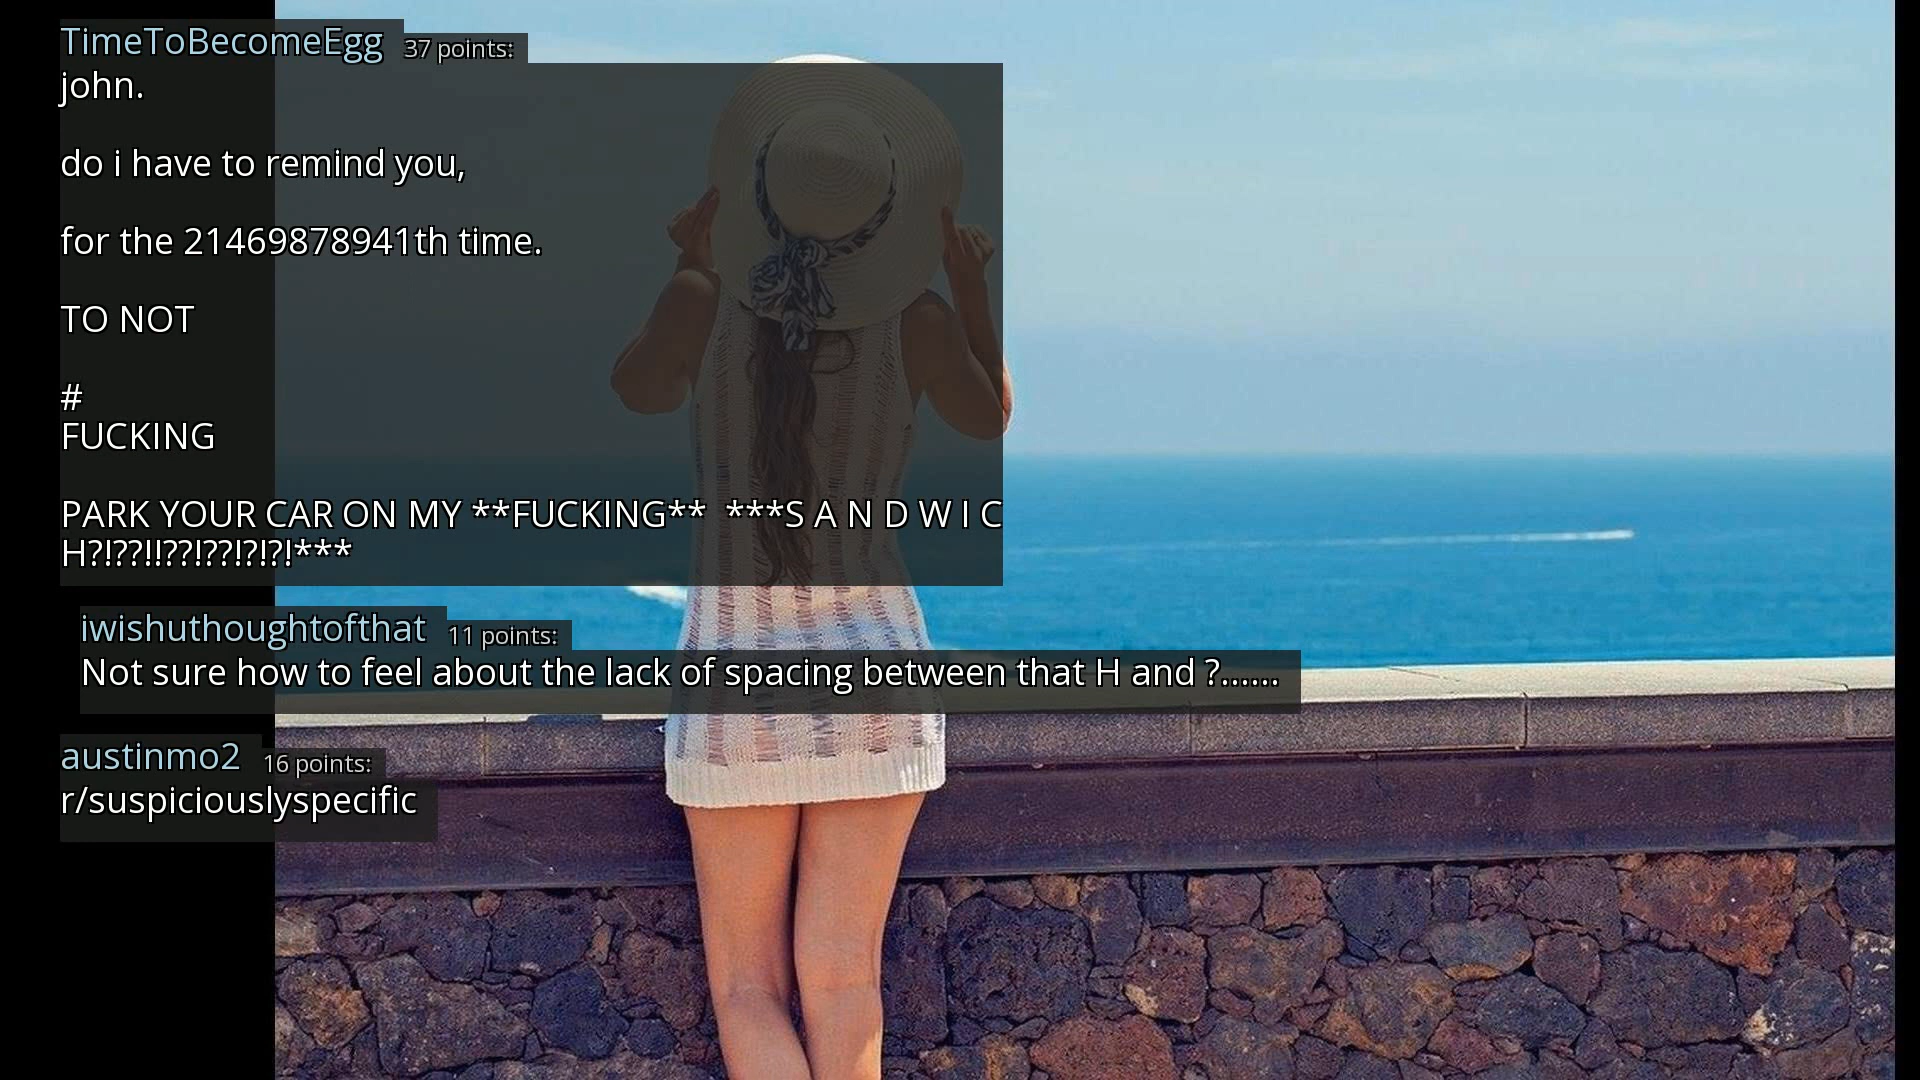 TimeToBecomeEgg 37 points:
john.
do i have to remind you,
for the 21469878941th time.
TO NOT
#
FUCKING
PARK YOUR CAR ON MY **FUCKING** ***S A N D W I C
H?!??!!??!??!?!?!***
iwishuthoughtofthat 11 points:
Not sure how to feel about the lack of spacing between that H and ?......
austinmo2 16 points:
r/suspiciouslyspecific